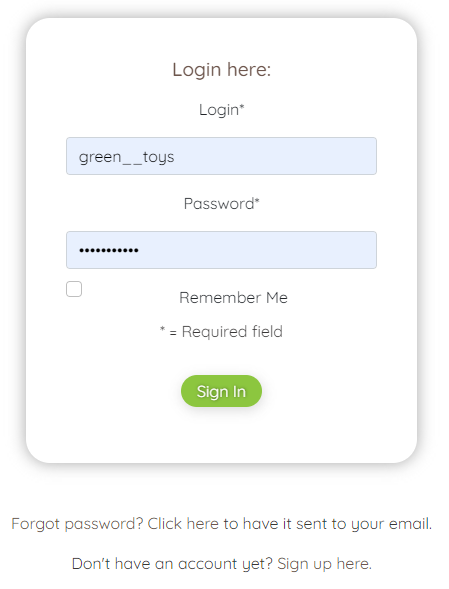 Login here:
Login*
green__toys
Password*
•••••••••••
Remember Me
* = Required field
Sign In
Forgot password? Click here to have it sent to your email.
Don't have an account yet? Sign up here.